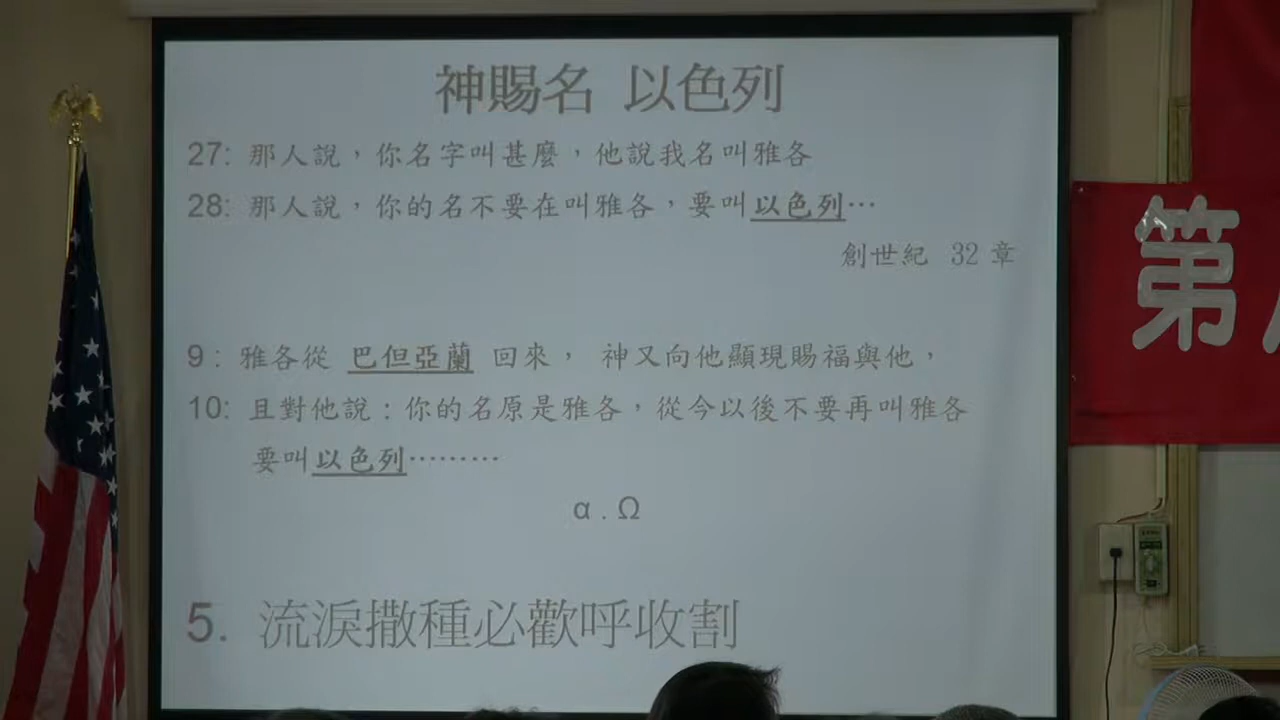 神賜名 以色列
27: 那人說，你名字叫甚麼，他說我名叫雅各
28: 那人說，你的名不要在叫雅各，要叫以色列…
創世紀 32 章
9 : 雅各從 巴但亞蘭 回來， 神又向他顯現賜福與他，
10: 且對他說：你的名原是雅各，從今以後不要再叫雅各
要叫以色列………
α . Ω
5. 流淚撒種必歡呼收割
第